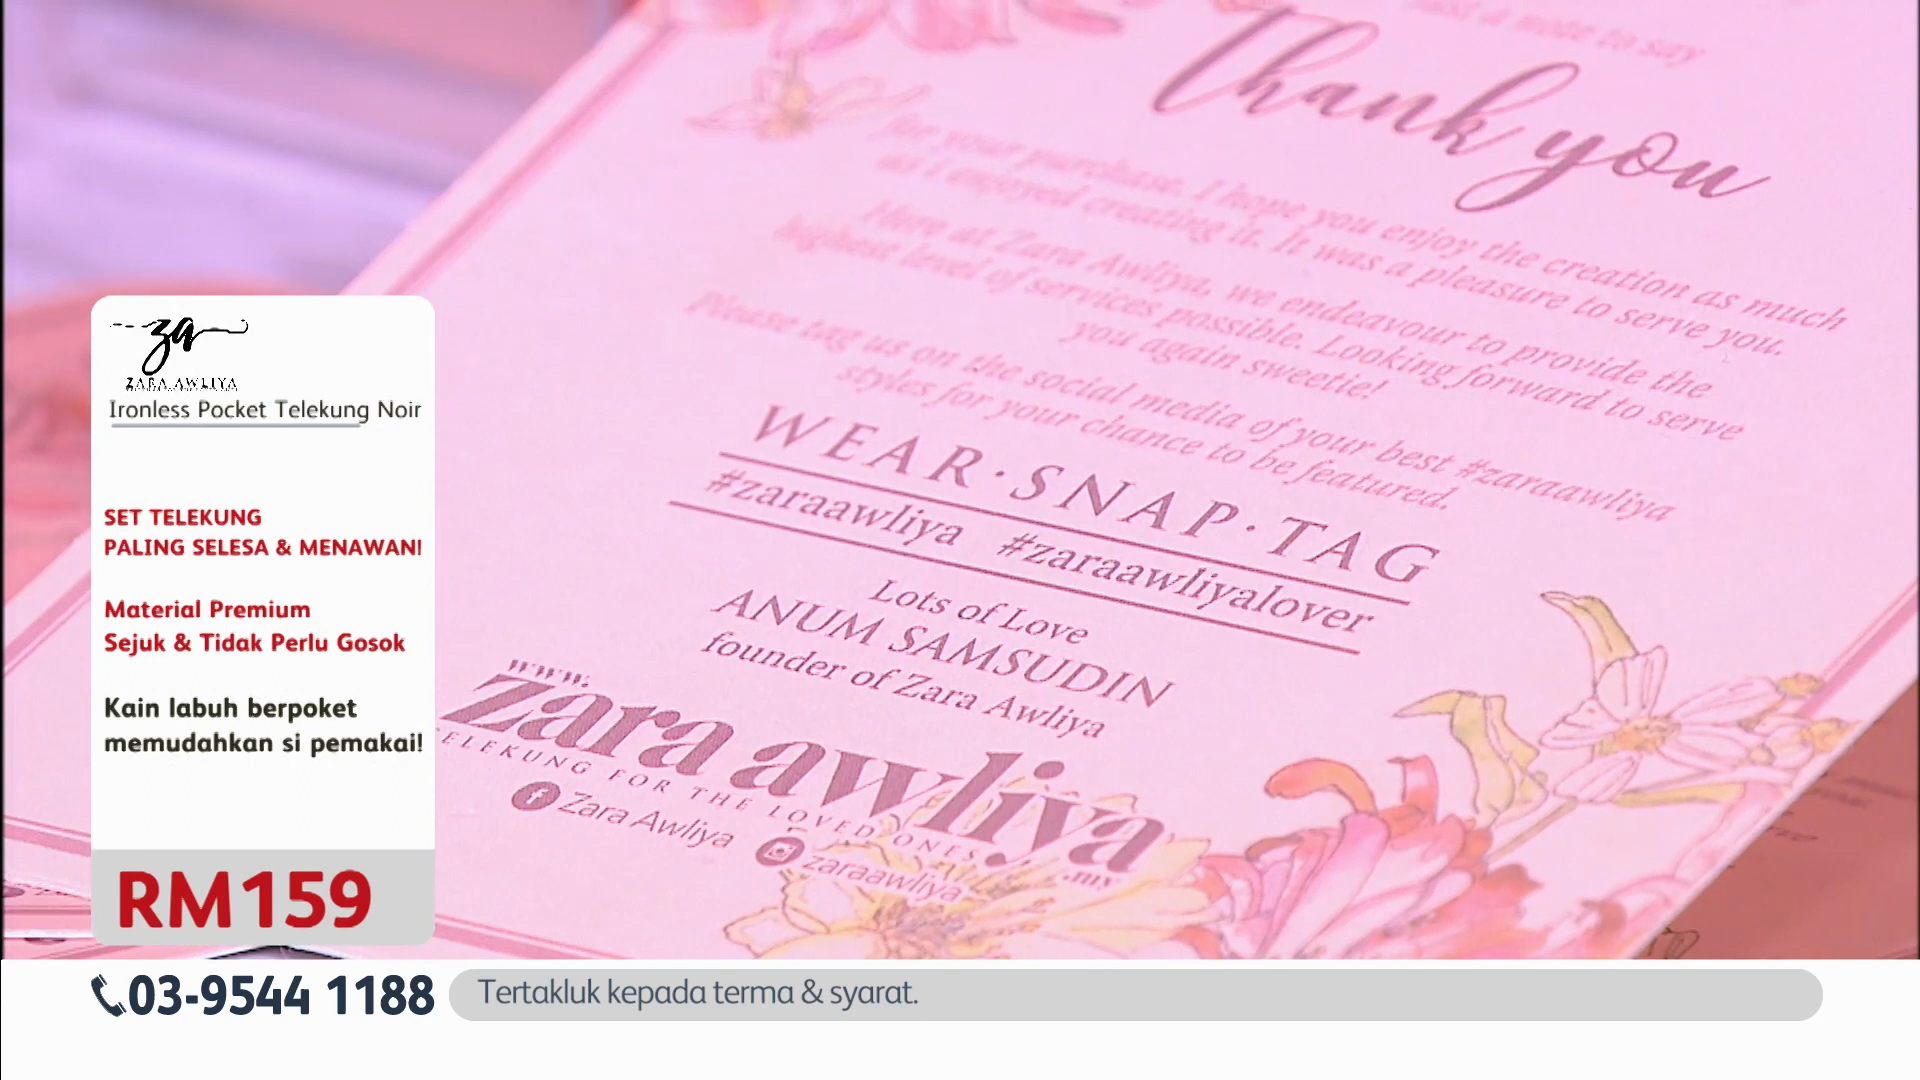 just a note to say
thank you
for your purchase. I hope you enjoy the creation as much
as i enjoyed creating it. It was a pleasure to serve you.
Here at Zara Awliya, we endeavour to provide the
highest level of services possible. Looking forward to serve
you again sweetie!
Please tag us on the social media of your best #zaraawliya
styles for your chance to be featured.
WEAR·SNAP·TAG
#zaraawliya #zaraawliyalover
Lots of Love
ANUM SAMSUDIN
founder of Zara Awliya
www.
zara awliya
.my
TELEKUNG FOR THE LOVED ONES
Zara Awliya
zaraawliya
za
ZARA AWLIYA
Ironless Pocket Telekung Noir
SET TELEKUNG
PALING SELESA & MENAWAN!
Material Premium
Sejuk & Tidak Perlu Gosok
Kain labuh berpoket
memudahkan si pemakai!
RM159
03-9544 1188
Tertakluk kepada terma & syarat.